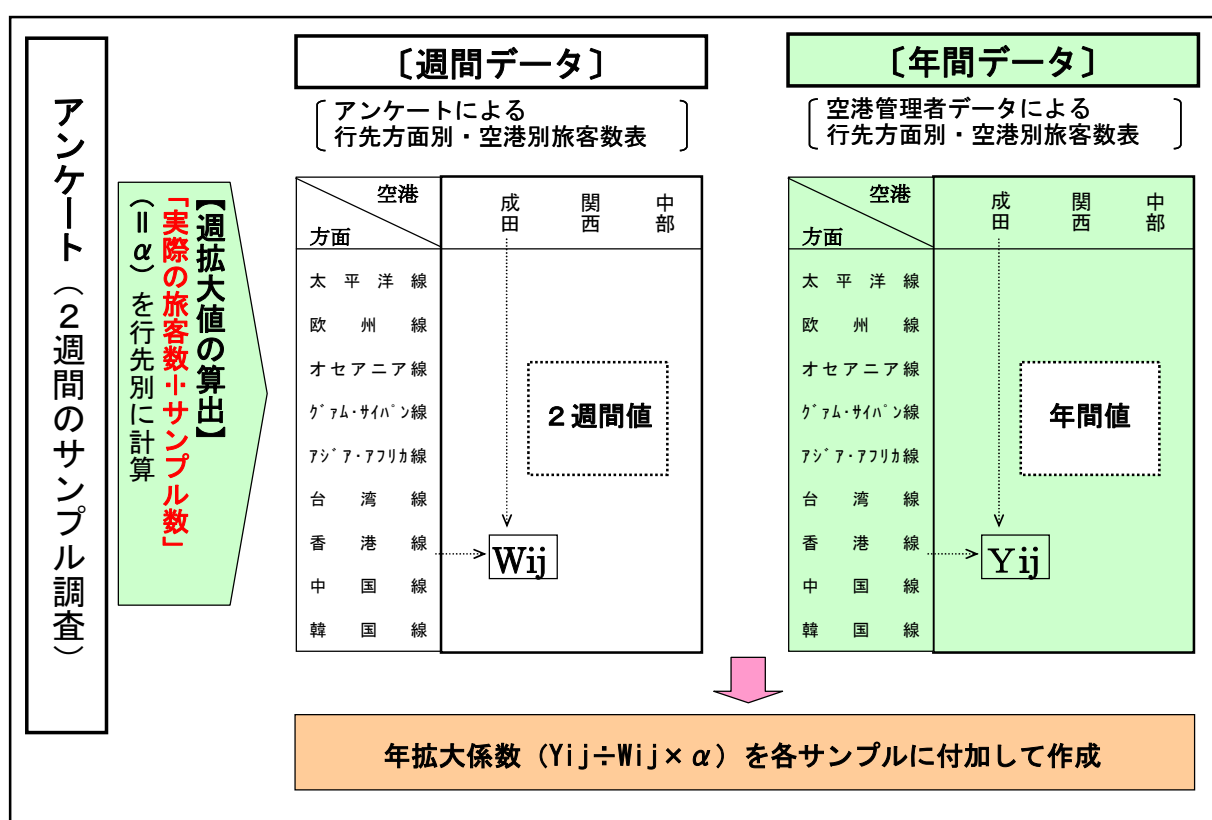 アンケート（２週間のサンプル調査）
【週拡大値の算出】
「実際の旅客数÷サンプル数」
（＝α）を行先別に計算
〔週間データ〕
アンケートによる
行先方面別・空港別旅客数表
空港
方面
成田
関西
中部
太平洋線
欧州線
オセアニア線
グァム・サイパン線
アジア・アフリカ線
台湾線
香港線
中国線
韓国線
２週間値
Wij
〔年間データ〕
空港管理者データによる
行先方面別・空港別旅客数表
空港
方面
成田
関西
中部
太平洋線
欧州線
オセアニア線
グァム・サイパン線
アジア・アフリカ線
台湾線
香港線
中国線
韓国線
年間値
Ｙij
年拡大係数（Yij÷Wij×α）を各サンプルに付加して作成